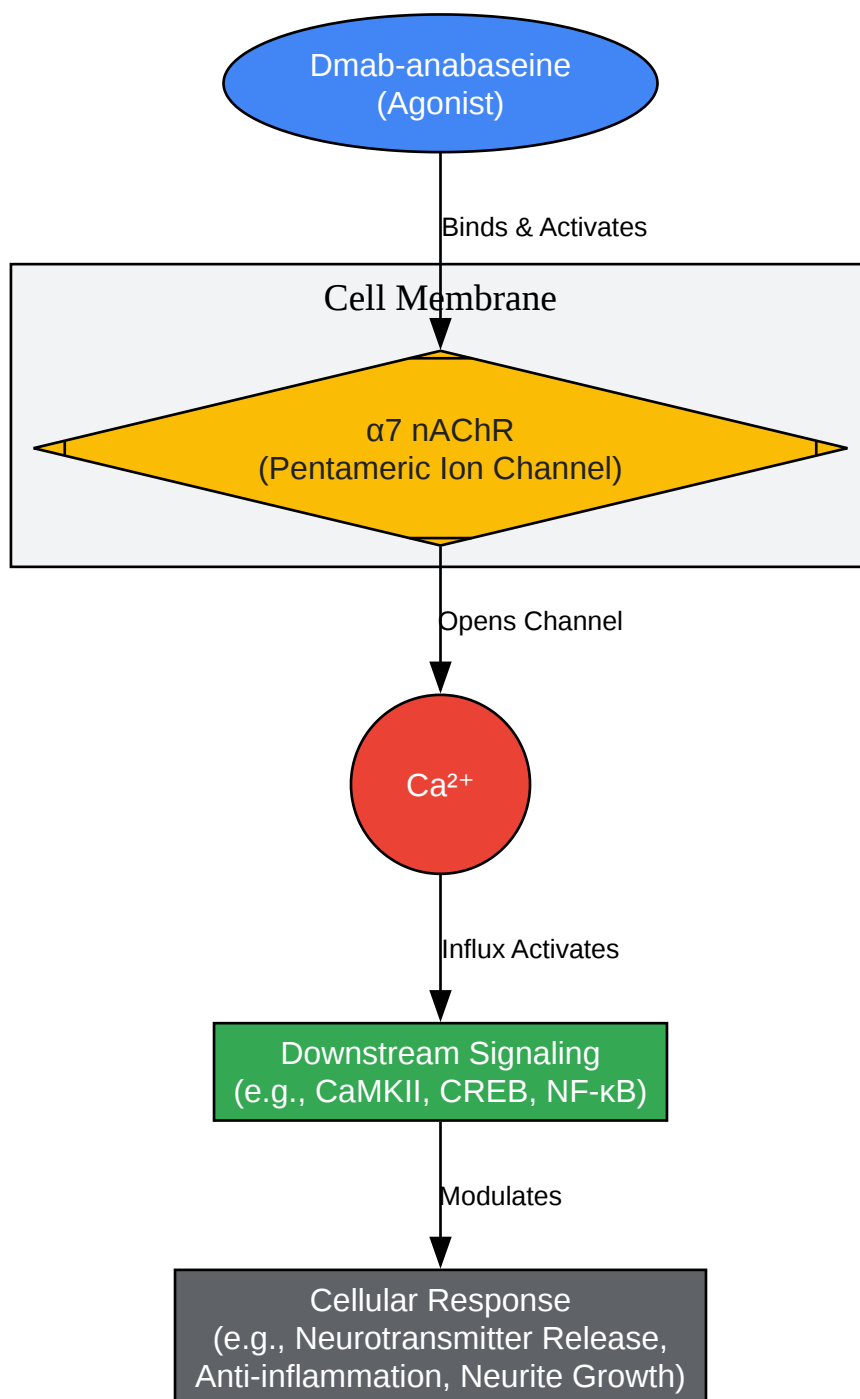 Dmab-anabaseine
(Agonist)
Binds & Activates
Cell Membrane
α7 nAChR
(Pentameric Ion Channel)
Opens Channel
Ca²⁺
Influx Activates
Downstream Signaling
(e.g., CaMKII, CREB, NF-κB)
Modulates
Cellular Response
(e.g., Neurotransmitter Release,
Anti-inflammation, Neurite Growth)